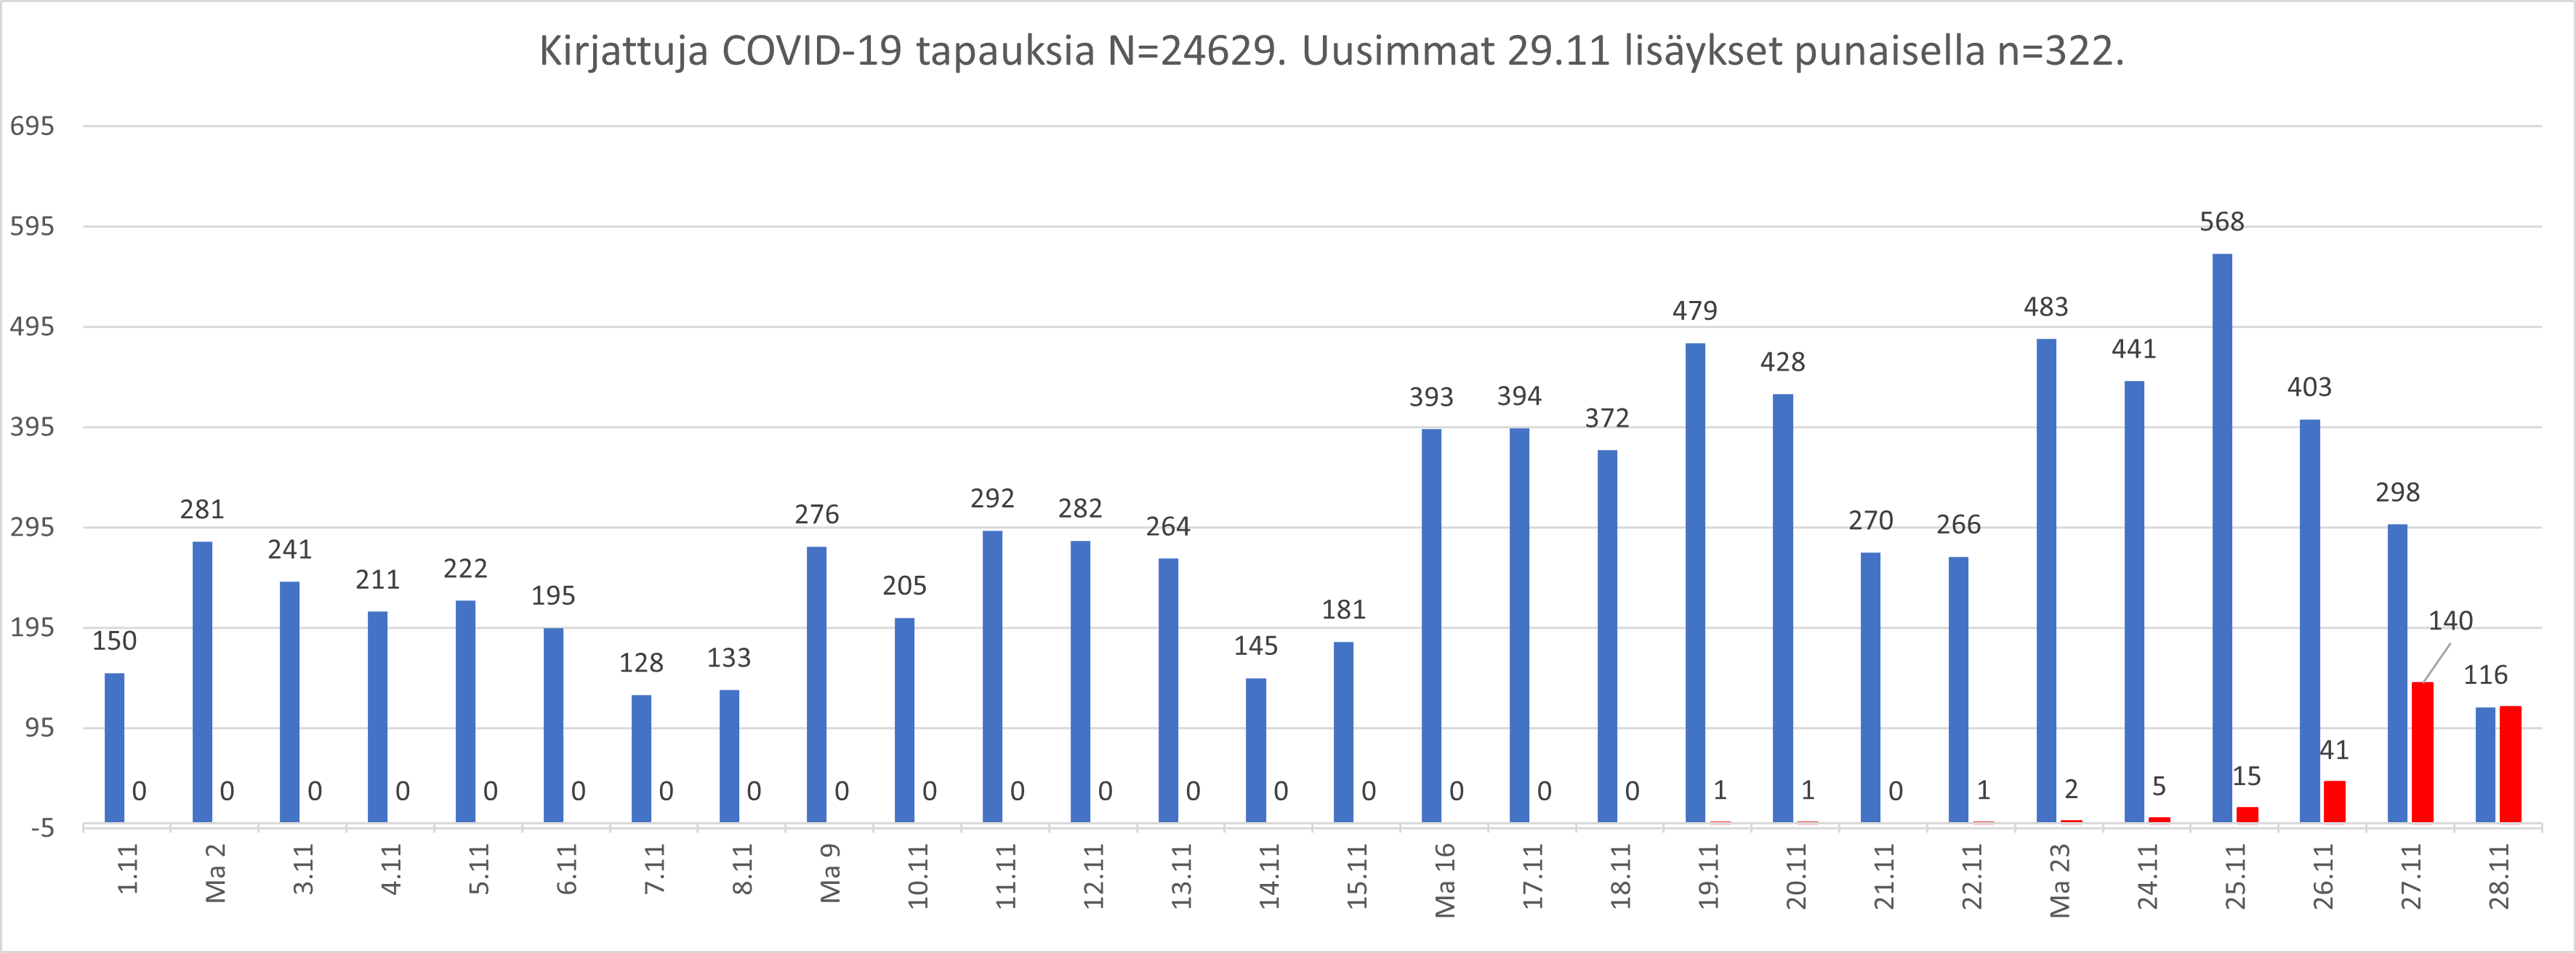 Kirjattuja COVID-19 tapauksia N=24629. Uusimmat 29.11 lisäykset punaisella n=322.
695
595
495
395
295
195
95
-5
150 281 241 211 222 195 128 133 276 205 292 282 264 145 181 393 394 372 479 428 270 266 483 441 568 403 298 116
0 0 0 0 0 0 0 0 0 0 0 0 0 0 0 0 0 0 1 1 0 1 2 5 15 41 140
1.11 Ma 2 3.11 4.11 5.11 6.11 7.11 8.11 Ma 9 10.11 11.11 12.11 13.11 14.11 15.11 Ma 16 17.11 18.11 19.11 20.11 21.11 22.11 Ma 23 24.11 25.11 26.11 27.11 28.11